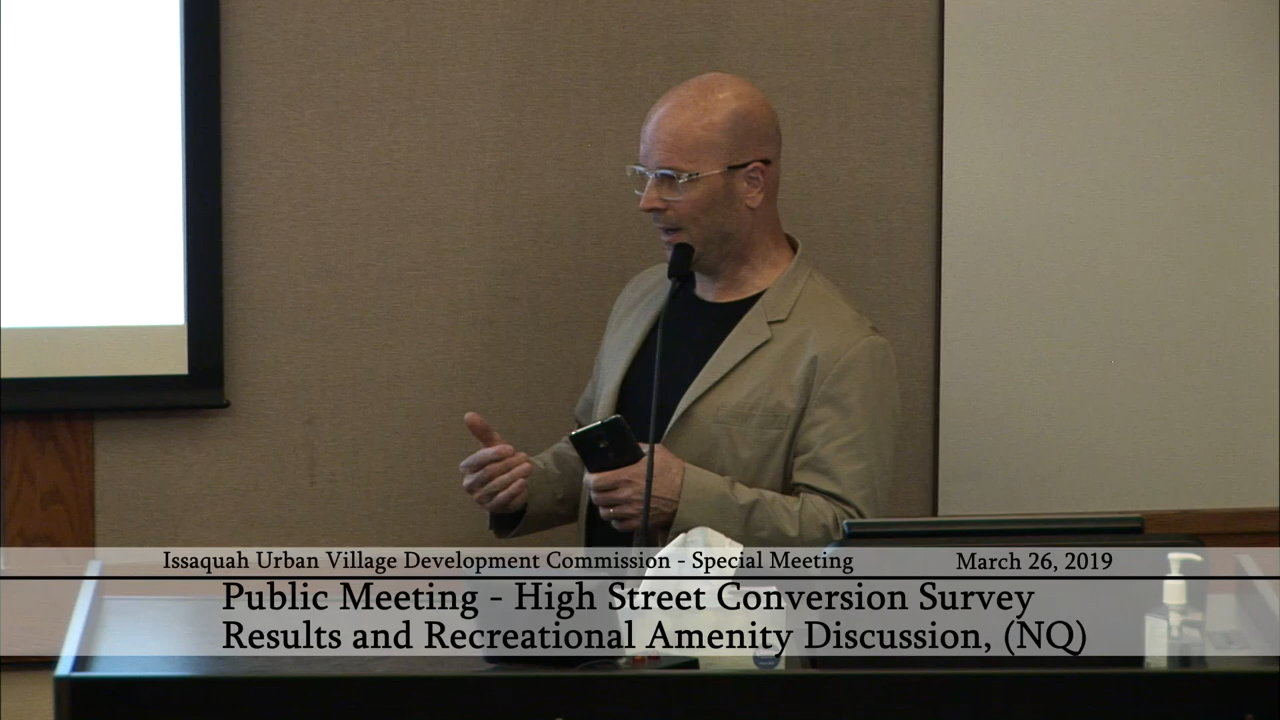 Issaquah Urban Village Development Commission - Special Meeting March 26, 2019
Public Meeting - High Street Conversion Survey
Results and Recreational Amenity Discussion, (NQ)